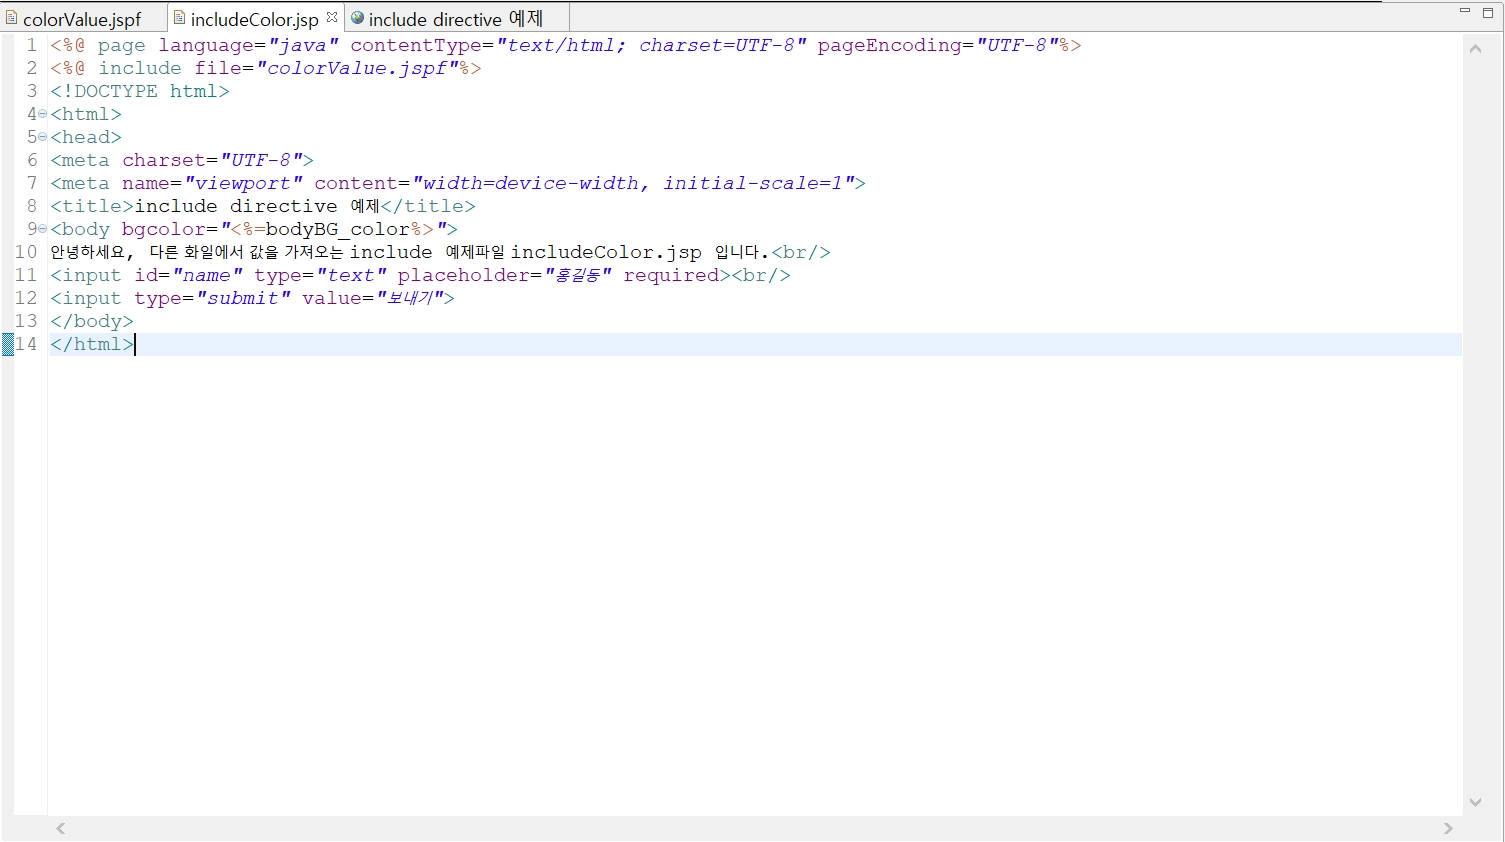 colorValue.jspf includeColor.jsp include directive 예제
1 <%@ page language="java" contentType="text/html; charset=UTF-8" pageEncoding="UTF-8"%>
2 <%@ include file="colorValue.jspf"%>
3 <!DOCTYPE html>
4 <html>
5 <head>
6 <meta charset="UTF-8">
7 <meta name="viewport" content="width=device-width, initial-scale=1">
8 <title>include directive 예제</title>
9 <body bgcolor="<%=bodyBG_color%>">
10 안녕하세요, 다른 화일에서 값을 가져오는 include 예제파일 includeColor.jsp 입니다.<br/>
11 <input id="name" type="text" placeholder="홍길동" required><br/>
12 <input type="submit" value="보내기">
13 </body>
14 </html>